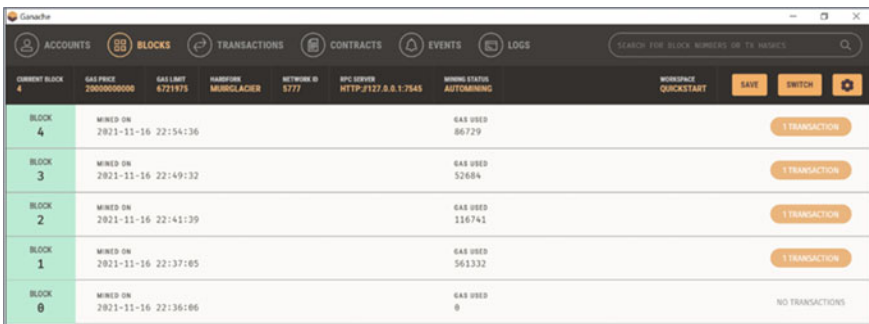 Ganache
ACCOUNTS BLOCKS TRANSACTIONS CONTRACTS EVENTS LOGS SEARCH FOR BLOCK NUMBERS OR TX HASHES
CURRENT BLOCK GAS PRICE GAS LIMIT HARDFORK NETWORK ID RPC SERVER MINING STATUS WORKSPACE
4 20000000000 6721975 MUIRGLACIER 5777 HTTP://127.0.0.1:7545 AUTOMINING QUICKSTART SAVE SWITCH
BLOCK MINED ON GAS USED
4 2021-11-16 22:54:36 86729 1 TRANSACTION
BLOCK MINED ON GAS USED
3 2021-11-16 22:49:32 52684 1 TRANSACTION
BLOCK MINED ON GAS USED
2 2021-11-16 22:41:39 116741 1 TRANSACTION
BLOCK MINED ON GAS USED
1 2021-11-16 22:37:05 561332 1 TRANSACTION
BLOCK MINED ON GAS USED
0 2021-11-16 22:36:06 0 NO TRANSACTIONS